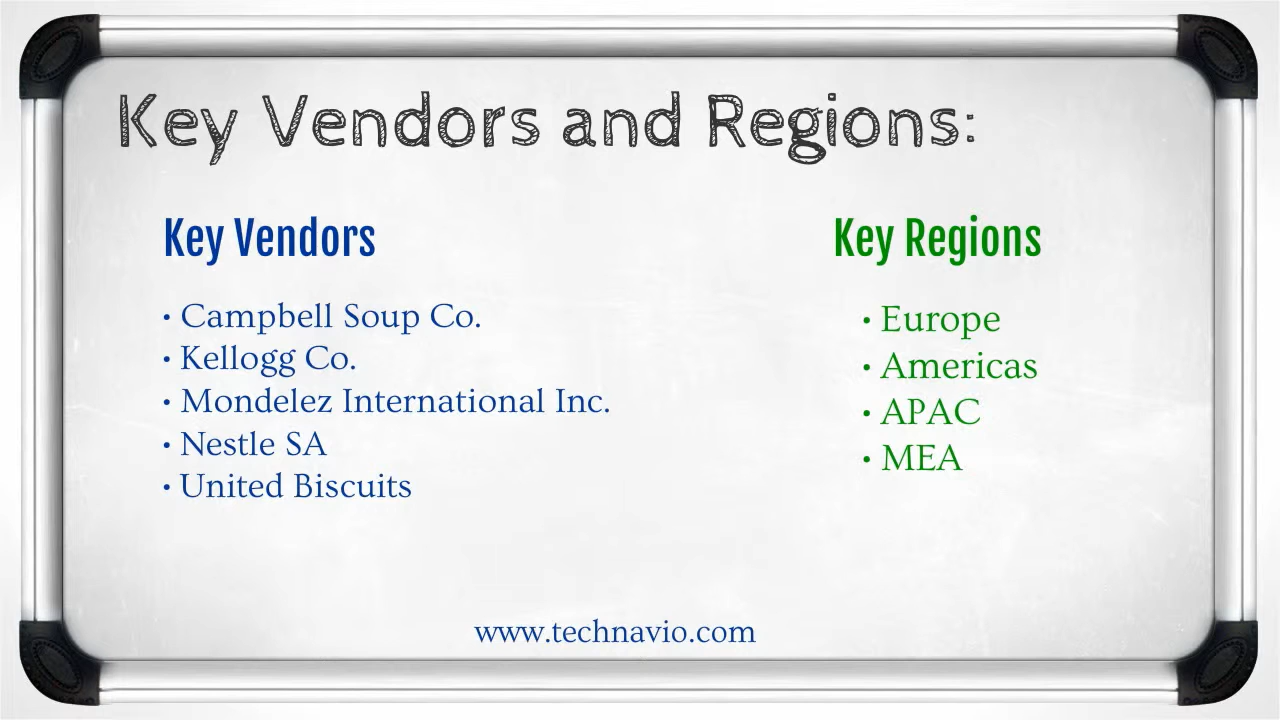 Key Vendors and Regions:
Key Vendors
• Campbell Soup Co.
• Kellogg Co.
• Mondelez International Inc.
• Nestle SA
• United Biscuits
Key Regions
• Europe
• Americas
• APAC
• MEA
www.technavio.com